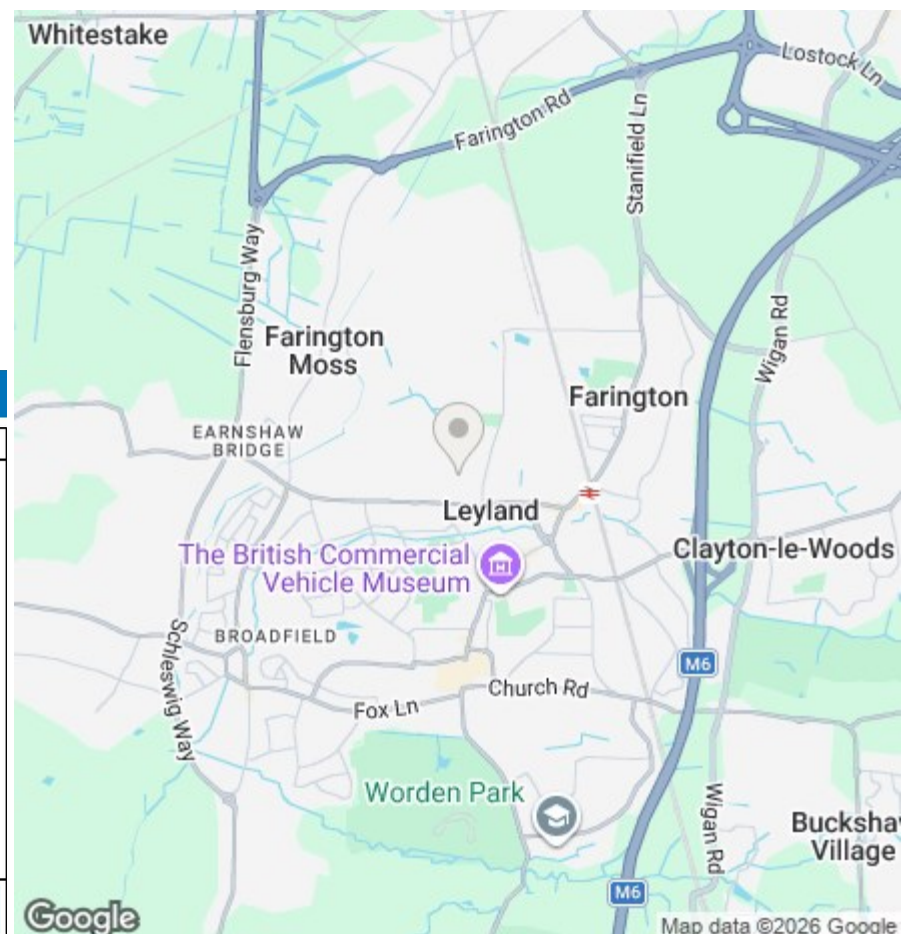 Whitestake
Lostock Ln
Farington Rd
Stanifield Ln
Flensburg Way
Wigan Rd
Farington
Moss
Farington
EARNSHAW
BRIDGE
Leyland
The British Commercial
Vehicle Museum
Clayton-le-Woods
BROADFIELD
Schleswig Way
M6
Church Rd
Fox Ln
Worden Park
Wigan Rd
Bucksha
Village
M6
Google
Map data ©2026 Google